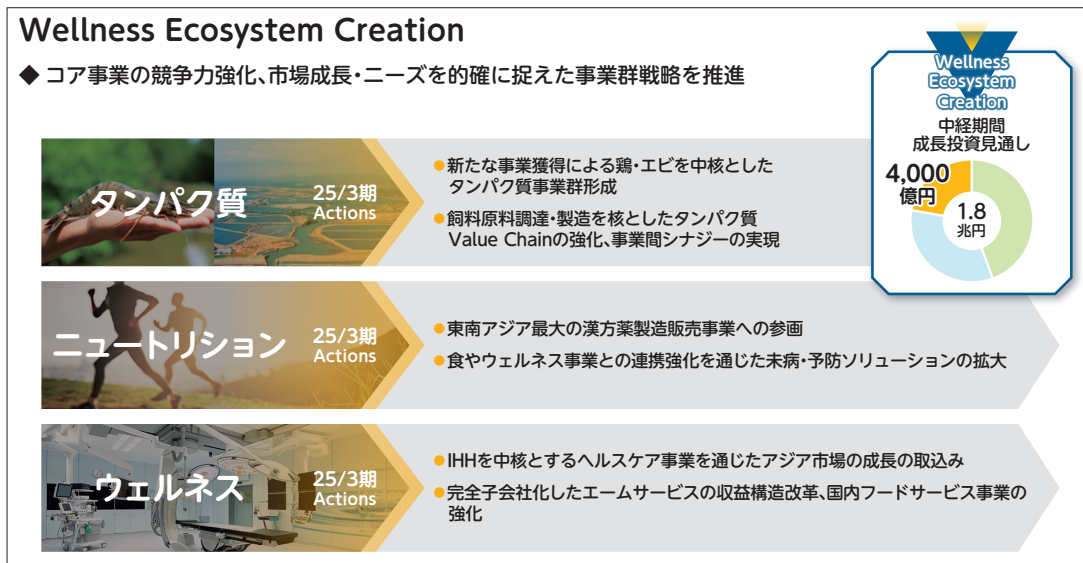 Wellness Ecosystem Creation
◆ コア事業の競争力強化、市場成長・ニーズを的確に捉えた事業群戦略を推進
Wellness
Ecosystem
Creation
中経期間
成長投資見通し
4,000
億円
1.8
兆円
タンパク質
25/3期
Actions
●新たな事業獲得による鶏・エビを中核とした
タンパク質事業群形成
●飼料原料調達・製造を核としたタンパク質
Value Chainの強化、事業間シナジーの実現
ニュートリション
25/3期
Actions
●東南アジア最大の漢方薬製造販売事業への参画
●食やウェルネス事業との連携強化を通じた未病・予防ソリューションの拡大
ウェルネス
25/3期
Actions
●IHHを中核とするヘルスケア事業を通じたアジア市場の成長の取込み
●完全子会社化したエームサービスの収益構造改革、国内フードサービス事業の
強化